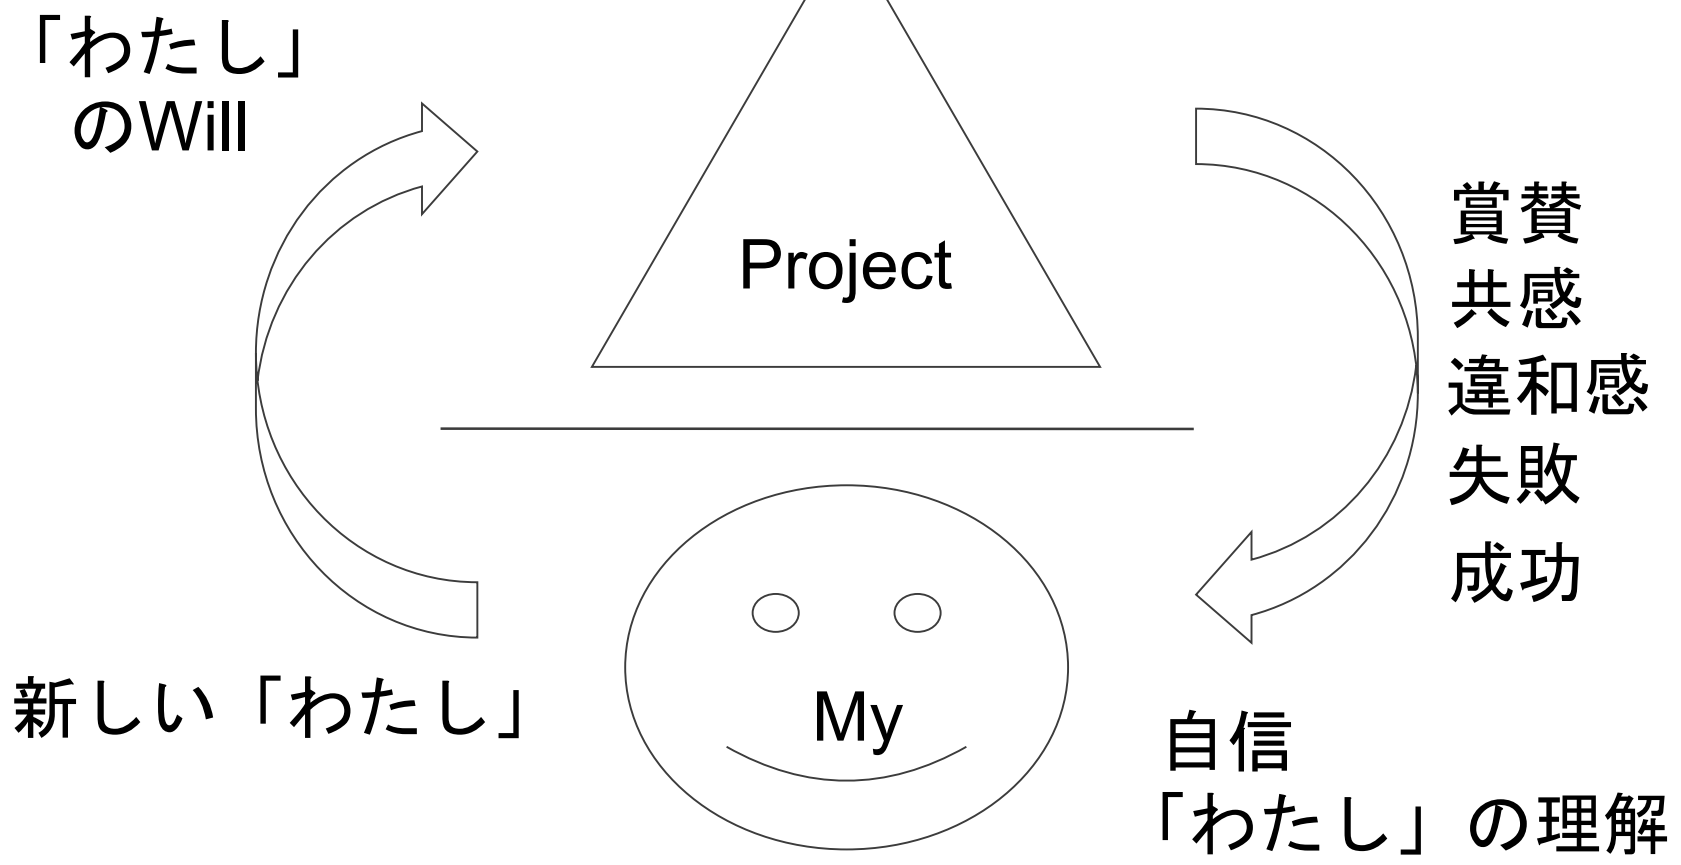 「わたし」
のWill
Project
賞賛
共感
違和感
失敗
成功
新しい「わたし」
My
自信
「わたし」の理解